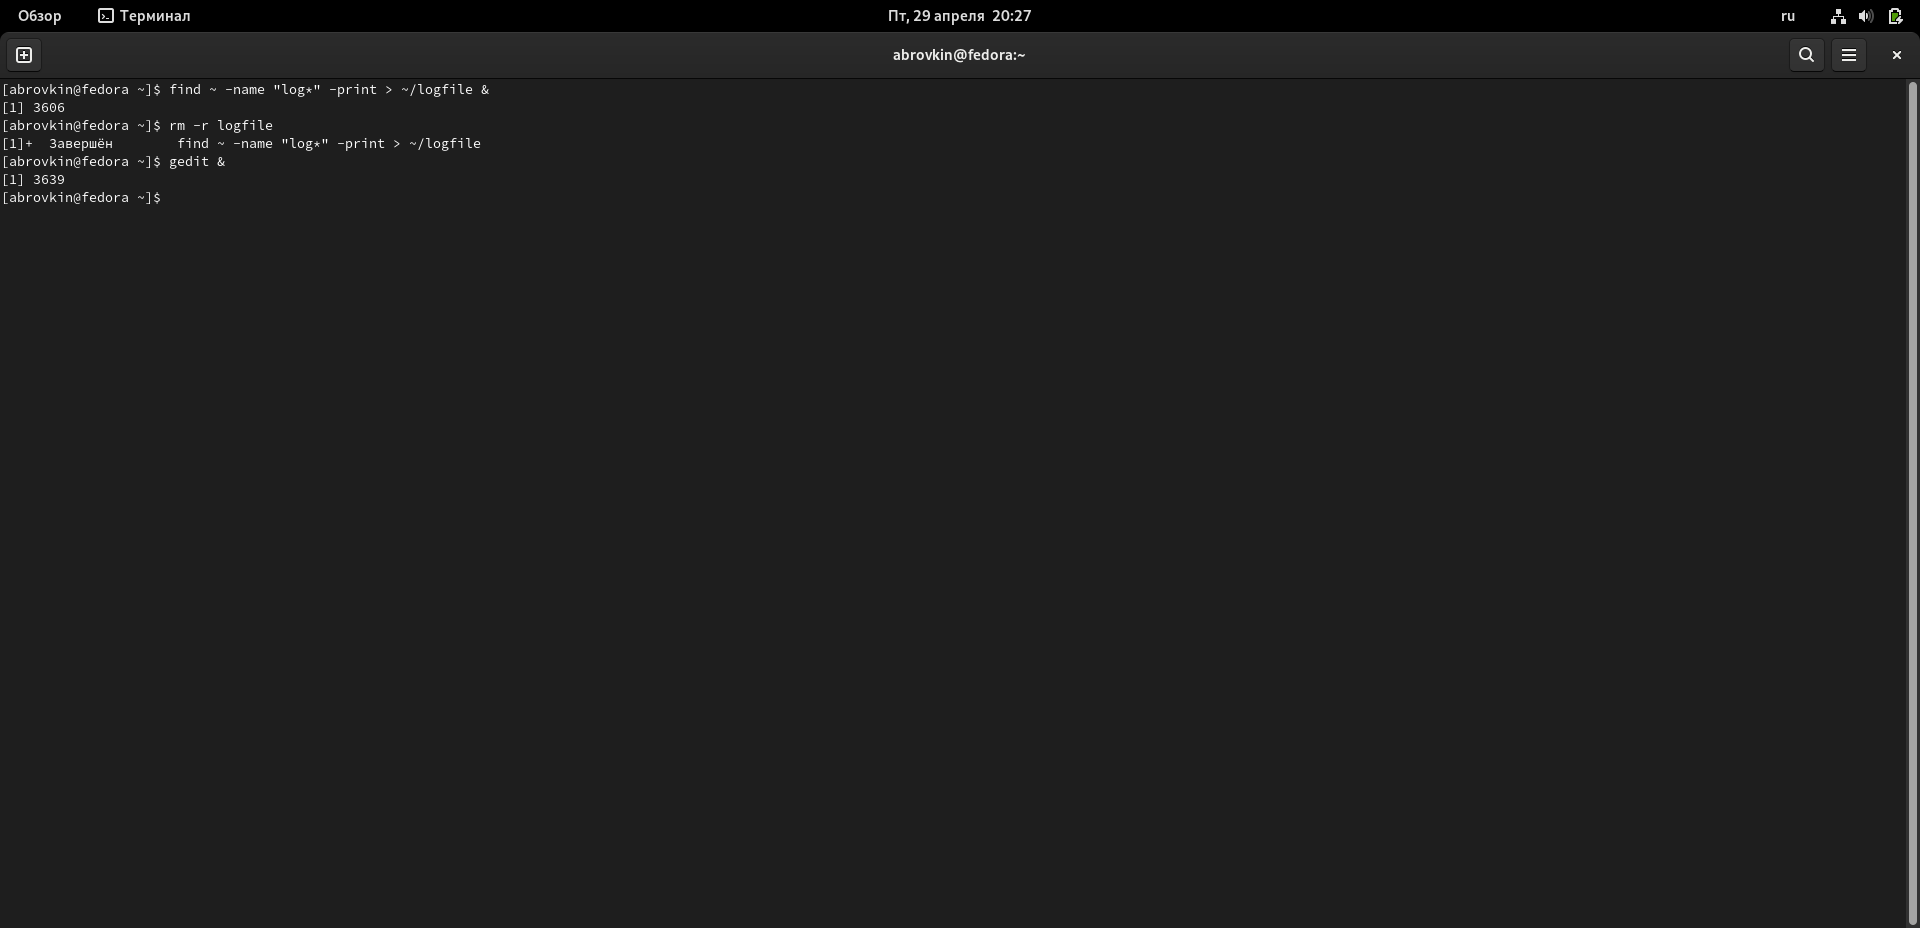 Обзор Терминал Пт, 29 апреля 20:27 ru
abrovkin@fedora:~
[abrovkin@fedora ~]$ find ~ -name "log*" -print > ~/logfile &
[1] 3606
[abrovkin@fedora ~]$ rm -r logfile
[1]+  Завершён        find ~ -name "log*" -print > ~/logfile
[abrovkin@fedora ~]$ gedit &
[1] 3639
[abrovkin@fedora ~]$